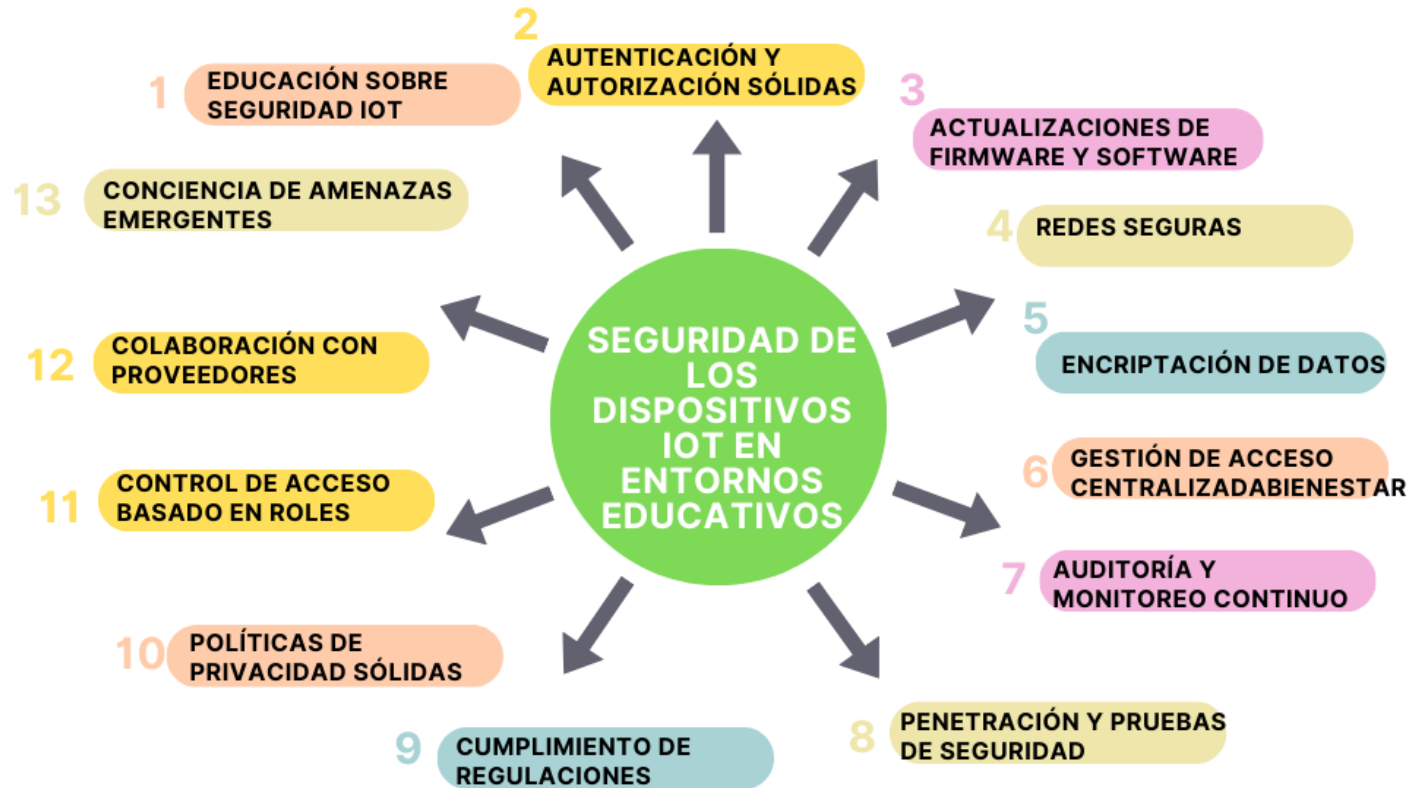 1
EDUCACIÓN SOBRE
SEGURIDAD IOT
2
AUTENTICACIÓN Y
AUTORIZACIÓN SÓLIDAS
3
ACTUALIZACIONES DE
FIRMWARE Y SOFTWARE
4
REDES SEGURAS
5
ENCRIPTACIÓN DE DATOS
6
GESTIÓN DE ACCESO
CENTRALIZADABIENESTAR
7
AUDITORÍA Y
MONITOREO CONTINUO
8
PENETRACIÓN Y PRUEBAS
DE SEGURIDAD
9
CUMPLIMIENTO DE
REGULACIONES
10
POLÍTICAS DE
PRIVACIDAD SÓLIDAS
11
CONTROL DE ACCESO
BASADO EN ROLES
12
COLABORACIÓN CON
PROVEEDORES
13
CONCIENCIA DE AMENAZAS
EMERGENTES
SEGURIDAD DE
LOS
DISPOSITIVOS
IOT EN
ENTORNOS
EDUCATIVOS